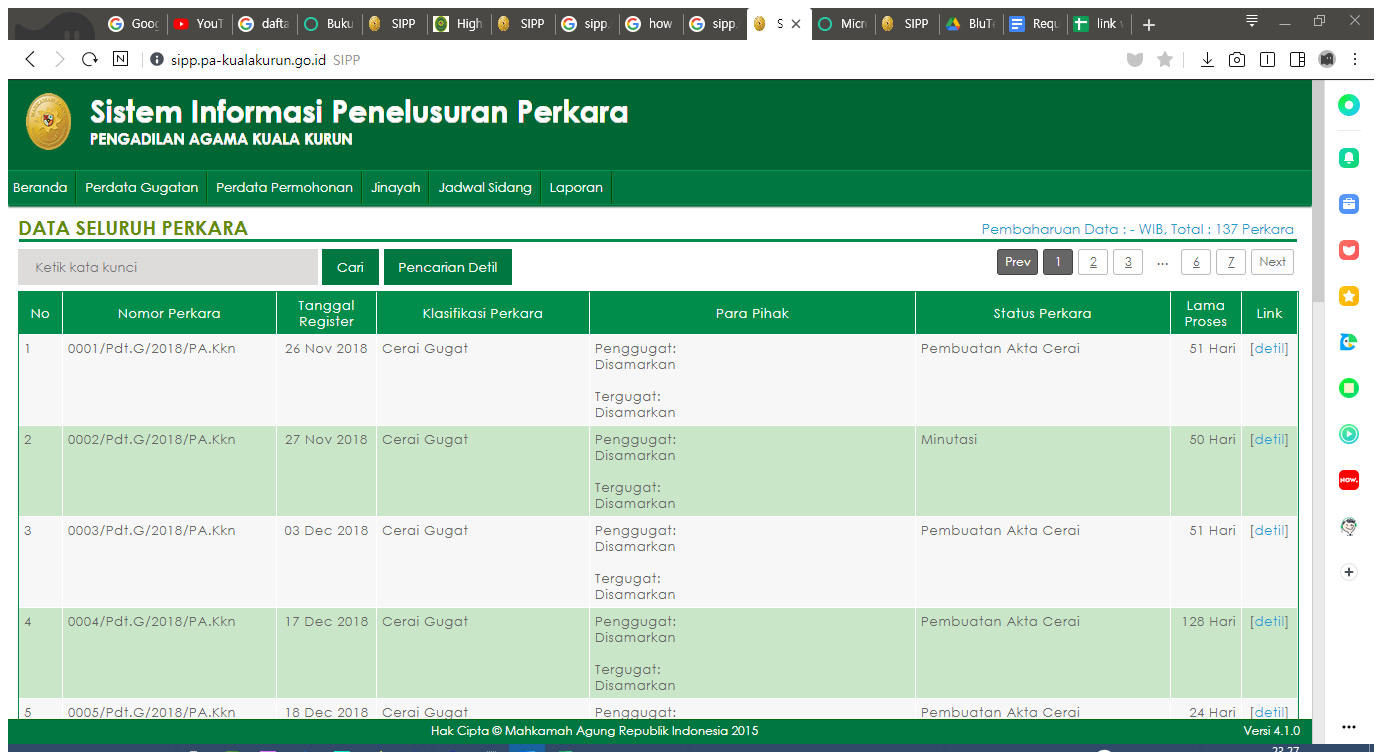 Goog YouT dafta Buku SIPP High SIPP sipp. how sipp. S Micr SIPP BluT Requ link
sipp.pa-kualakurun.go.id SIPP
Sistem Informasi Penelusuran Perkara
PENGADILAN AGAMA KUALA KURUN
Beranda Perdata Gugatan Perdata Permohonan Jinayah Jadwal Sidang Laporan
DATA SELURUH PERKARA Pembaharuan Data : - WIB, Total : 137 Perkara
Ketik kata kunci Cari Pencarian Detil Prev 1 2 3 ... 6 7 Next
No Nomor Perkara Tanggal Register Klasifikasi Perkara Para Pihak Status Perkara Lama Proses Link
1 0001/Pdt.G/2018/PA.Kkn 26 Nov 2018 Cerai Gugat Penggugat: Pembuatan Akta Cerai 51 Hari [detil]
Disamarkan
Tergugat:
Disamarkan
2 0002/Pdt.G/2018/PA.Kkn 27 Nov 2018 Cerai Gugat Penggugat: Minutasi 50 Hari [detil]
Disamarkan
Tergugat:
Disamarkan
3 0003/Pdt.G/2018/PA.Kkn 03 Dec 2018 Cerai Gugat Penggugat: Pembuatan Akta Cerai 51 Hari [detil]
Disamarkan
Tergugat:
Disamarkan
4 0004/Pdt.G/2018/PA.Kkn 17 Dec 2018 Cerai Gugat Penggugat: Pembuatan Akta Cerai 128 Hari [detil]
Disamarkan
Tergugat:
Disamarkan
5 0005/Pdt.G/2018/PA.Kkn 18 Dec 2018 Cerai Gugat Penggugat: Pembuatan Akta Cerai 24 Hari [detil]
Hak Cipta © Mahkamah Agung Republik Indonesia 2015 Versi 4.1.0
NOW.